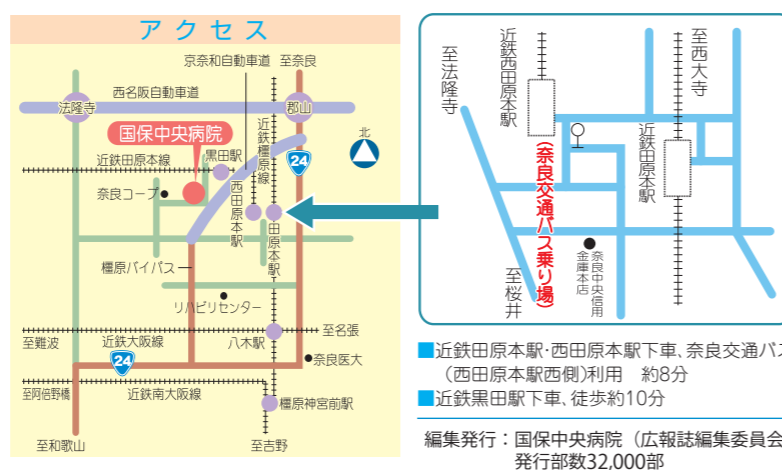 アクセス
京奈和自動車道
至奈良
西名阪自動車道
法隆寺
郡山
国保中央病院
近鉄橿原線
24
北
近鉄田原本線
黒田駅
奈良コープ
西田原本駅
田原本駅
橿原バイパス
リハビリセンター
至難波
近鉄大阪線
八木駅
至名張
24
奈良医大
至阿倍野橋
近鉄南大阪線
橿原神宮前駅
至和歌山
至吉野
至法隆寺
近鉄西田原本駅
至西大寺
近鉄田原本駅
(奈良交通バス乗り場)
奈良中央信用
金庫本店
至桜井
■近鉄田原本駅・西田原本駅下車、奈良交通バス
(西田原本駅西側)利用 約8分
■近鉄黒田駅下車、徒歩約10分
編集発行:国保中央病院(広報誌編集委員会
発行部数32,000部